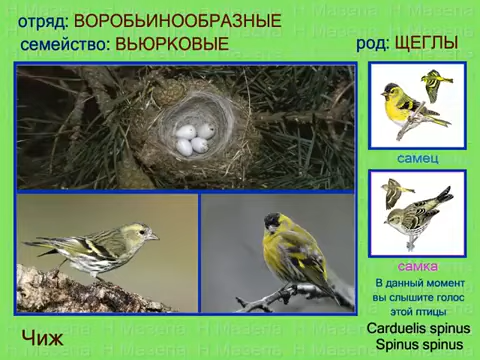 отряд: ВОРОБЬИНООБРАЗНЫЕ
семейство: ВЬЮРКОВЫЕ
род: ЩЕГЛЫ
самец
самка
В данный момент
вы слышите голос
этой птицы
Carduelis spinus
Spinus spinus
Чиж
Н Мазепа